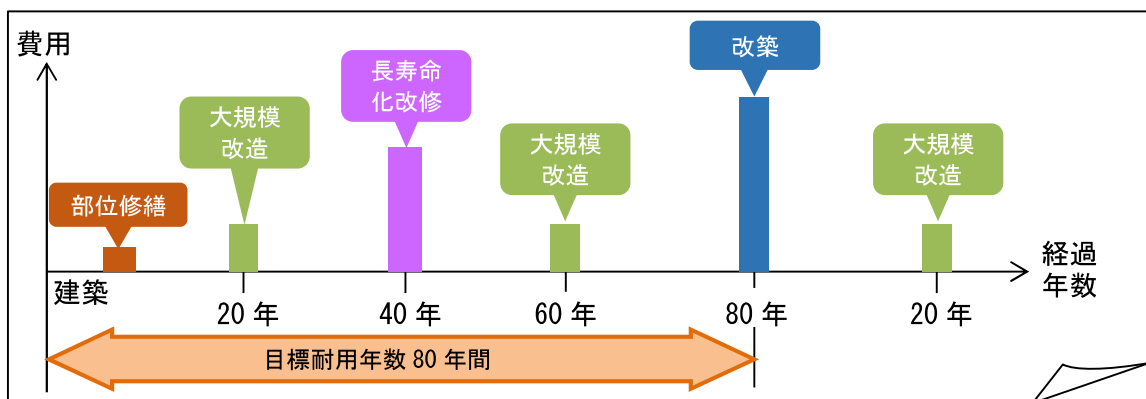 費用
部位修繕
大規模
改造
長寿命
化改修
大規模
改造
改築
大規模
改造
経過
年数
建築
20 年
40 年
60 年
80 年
20 年
目標耐用年数 80 年間